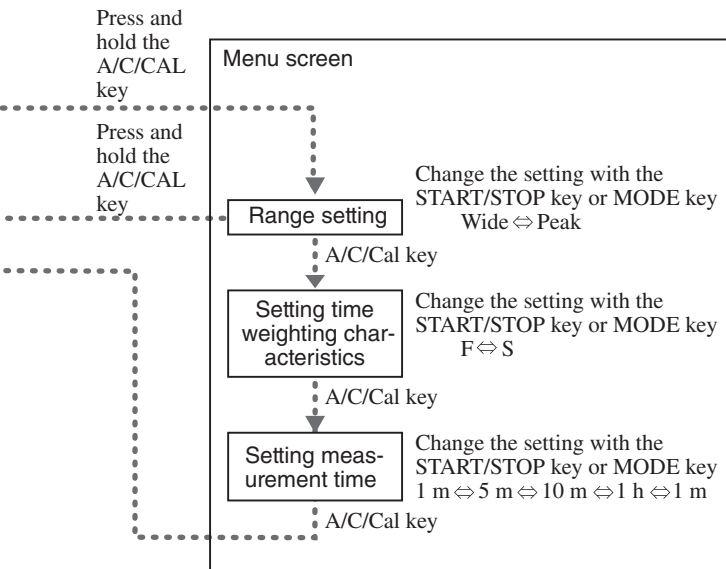 Press and
hold the
A/C/CAL
key
Menu screen
Press and
hold the
A/C/CAL
key
Range setting
Change the setting with the
START/STOP key or MODE key
Wide ⇔ Peak
A/C/Cal key
Setting time
weighting char-
acteristics
Change the setting with the
START/STOP key or MODE key
F ⇔ S
A/C/Cal key
Setting meas-
urement time
Change the setting with the
START/STOP key or MODE key
1 m ⇔ 5 m ⇔ 10 m ⇔ 1 h ⇔ 1 m
A/C/Cal key